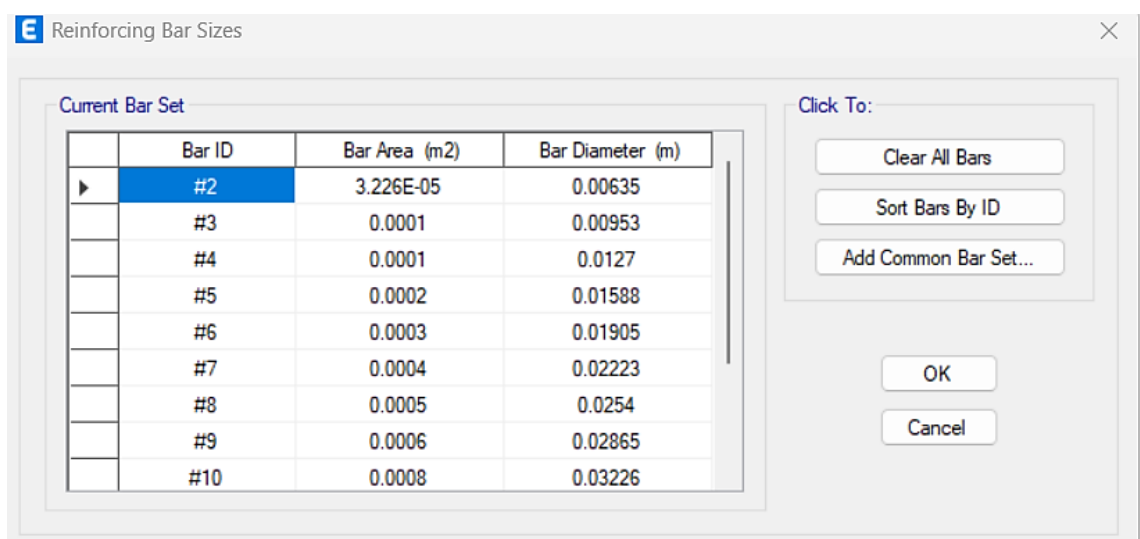 E Reinforcing Bar Sizes
Current Bar Set
Bar ID Bar Area (m2) Bar Diameter (m)
#2 3.226E-05 0.00635
#3 0.0001 0.00953
#4 0.0001 0.0127
#5 0.0002 0.01588
#6 0.0003 0.01905
#7 0.0004 0.02223
#8 0.0005 0.0254
#9 0.0006 0.02865
#10 0.0008 0.03226
Click To:
Clear All Bars
Sort Bars By ID
Add Common Bar Set...
OK
Cancel